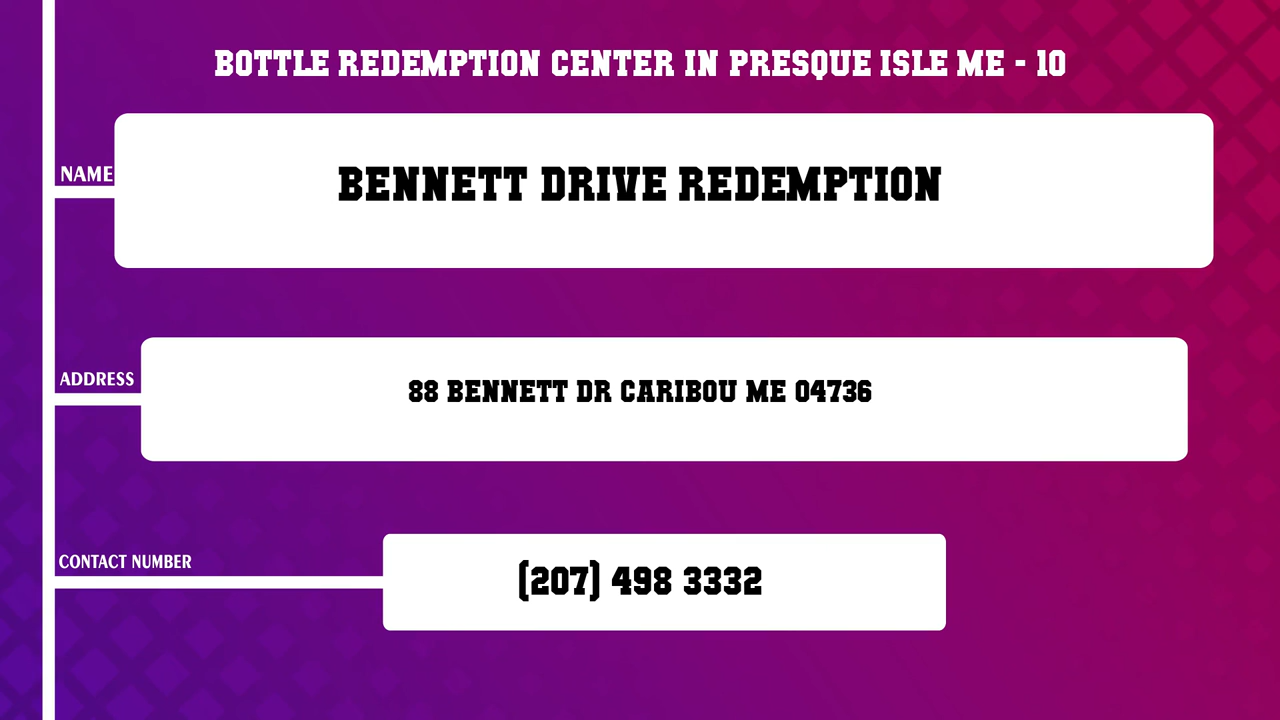 BOTTLE REDEMPTION CENTER IN PRESQUE ISLE ME - 10
NAME
BENNETT DRIVE REDEMPTION
ADDRESS
88 BENNETT DR CARIBOU ME 04736
CONTACT NUMBER
(207) 498 3332